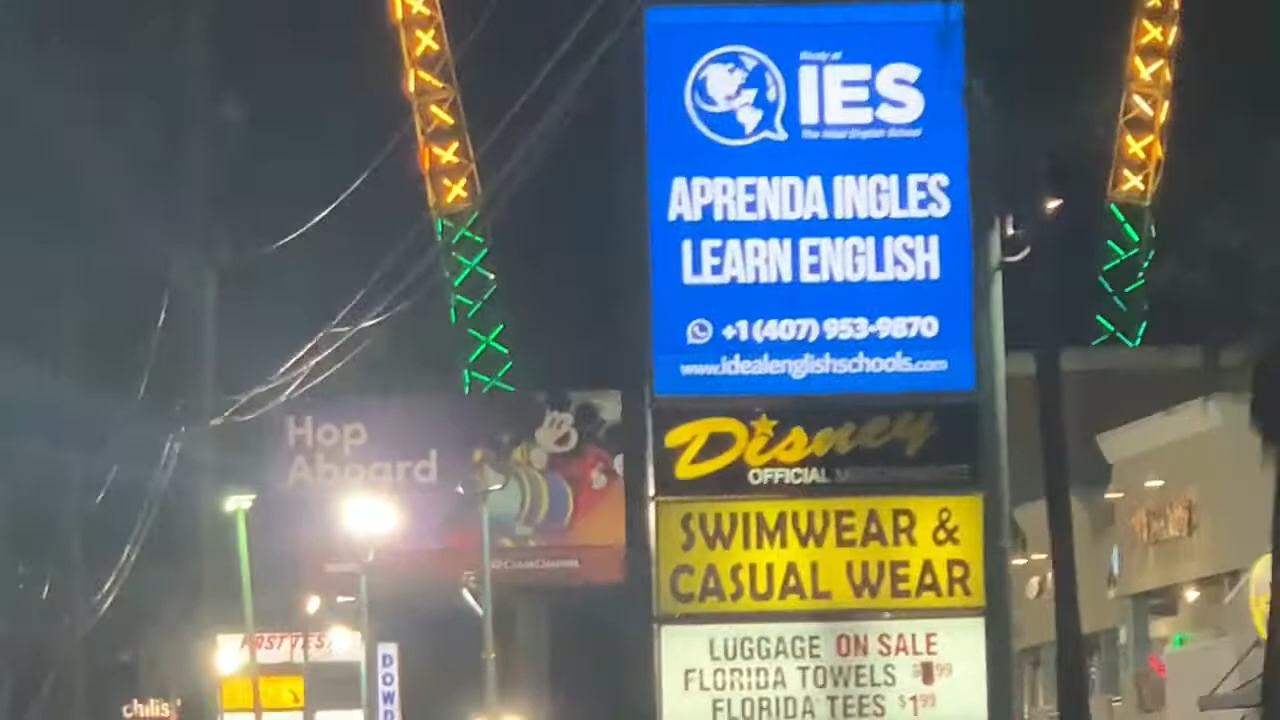 Study at
IES
The Ideal English School
APRENDA INGLES
LEARN ENGLISH
+1 (407) 953-9870
www.idealenglishschools.com
Disney
OFFICIAL
SWIMWEAR &
CASUAL WEAR
LUGGAGE ON SALE
FLORIDA TOWELS
FLORIDA TEES $1.99
Hop
Aboard
chilis